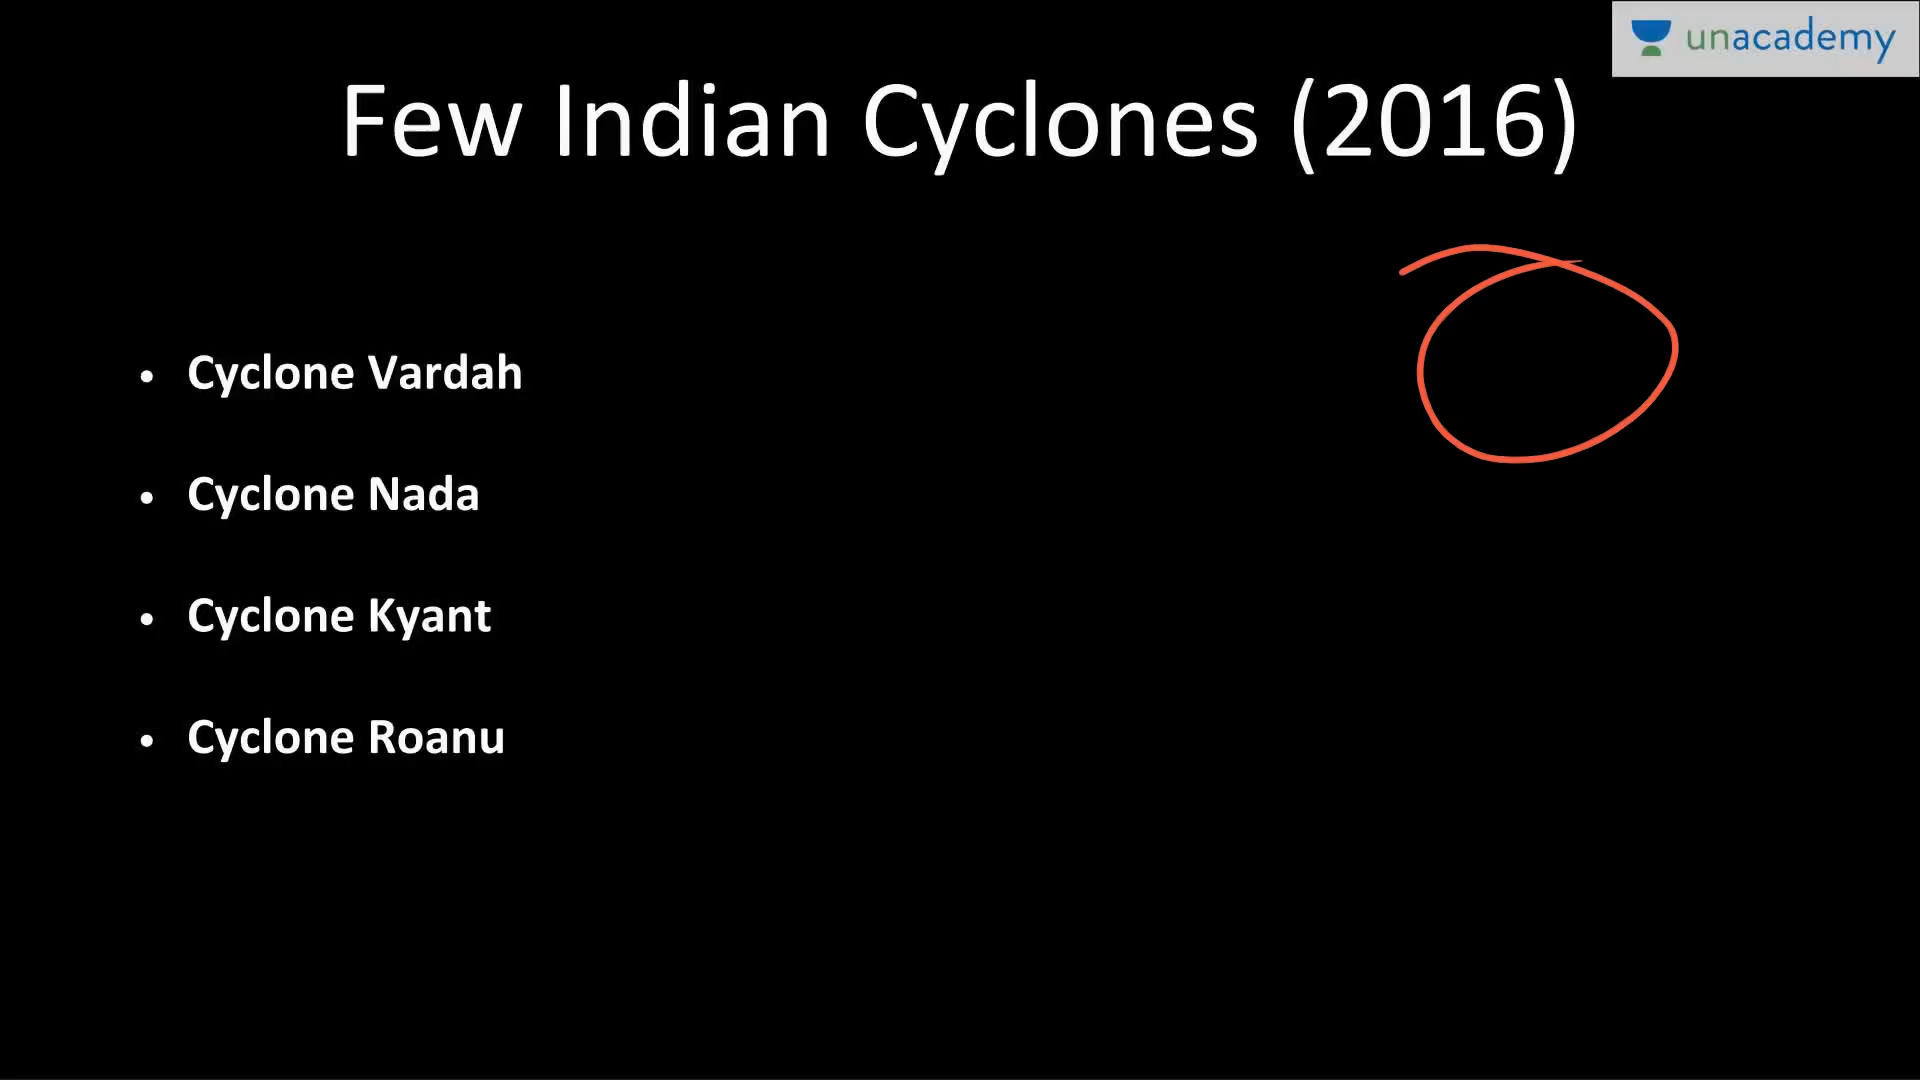 unacademy
Few Indian Cyclones (2016)
• Cyclone Vardah
• Cyclone Nada
• Cyclone Kyant
• Cyclone Roanu